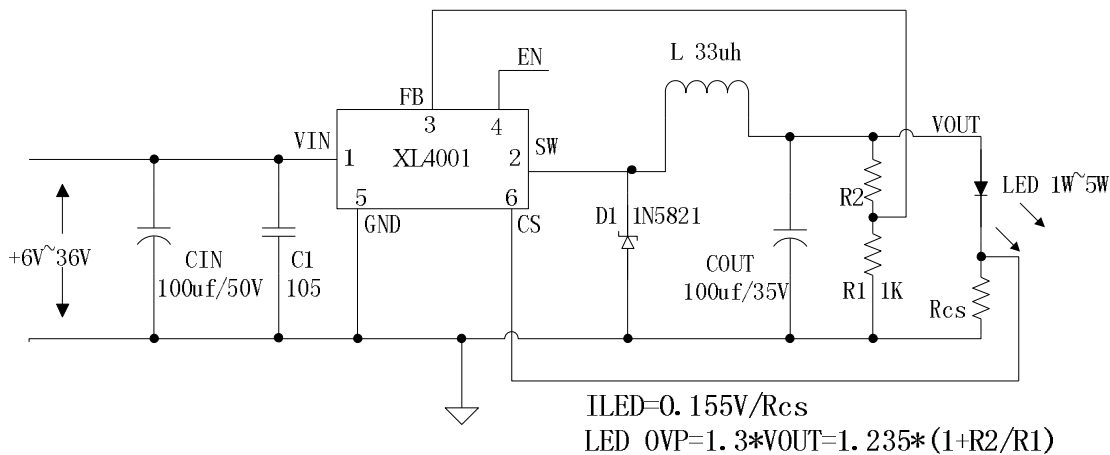 L 33uh
EN
FB
3
4
VIN
1
XL4001
2
SW
VOUT
5
6
GND
CS
R2
LED 1W~5W
D1
1N5821
+6V~36V
CIN
100uf/50V
C1
105
COUT
100uf/35V
R1
1K
Rcs
ILED=0.155V/Rcs
LED OVP=1.3*VOUT=1.235*(1+R2/R1)